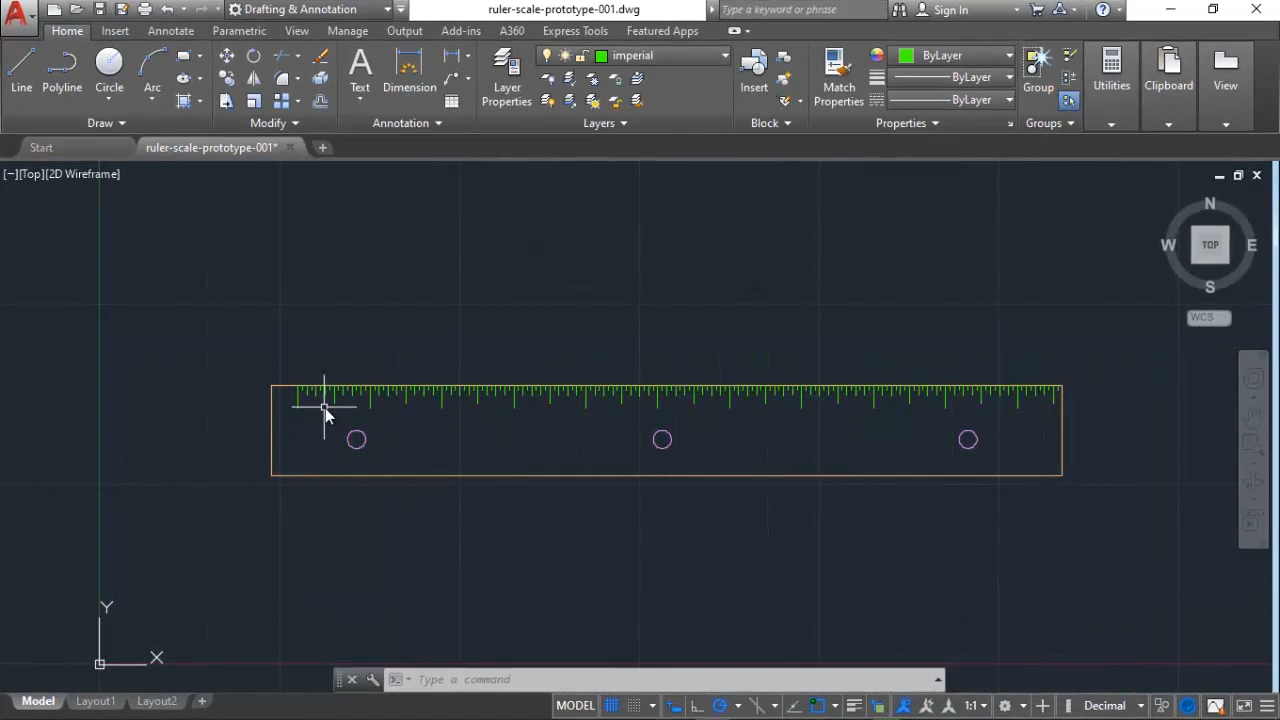 Drafting & Annotation
ruler-scale-prototype-001.dwg
Type a keyword or phrase
Sign In
Home Insert Annotate Parametric View Manage Output Add-ins A360 Express Tools Featured Apps
imperial
ByLayer
ByLayer
ByLayer
Line Polyline Circle Arc Text Dimension Layer Properties Insert Match Properties Group Utilities Clipboard View
Draw Modify Annotation Layers Block Properties Groups
Start ruler-scale-prototype-001*
[−][Top][2D Wireframe]
N
W TOP E
S
WCS
Y
X
Type a command
Model Layout1 Layout2 MODEL 1:1 Decimal